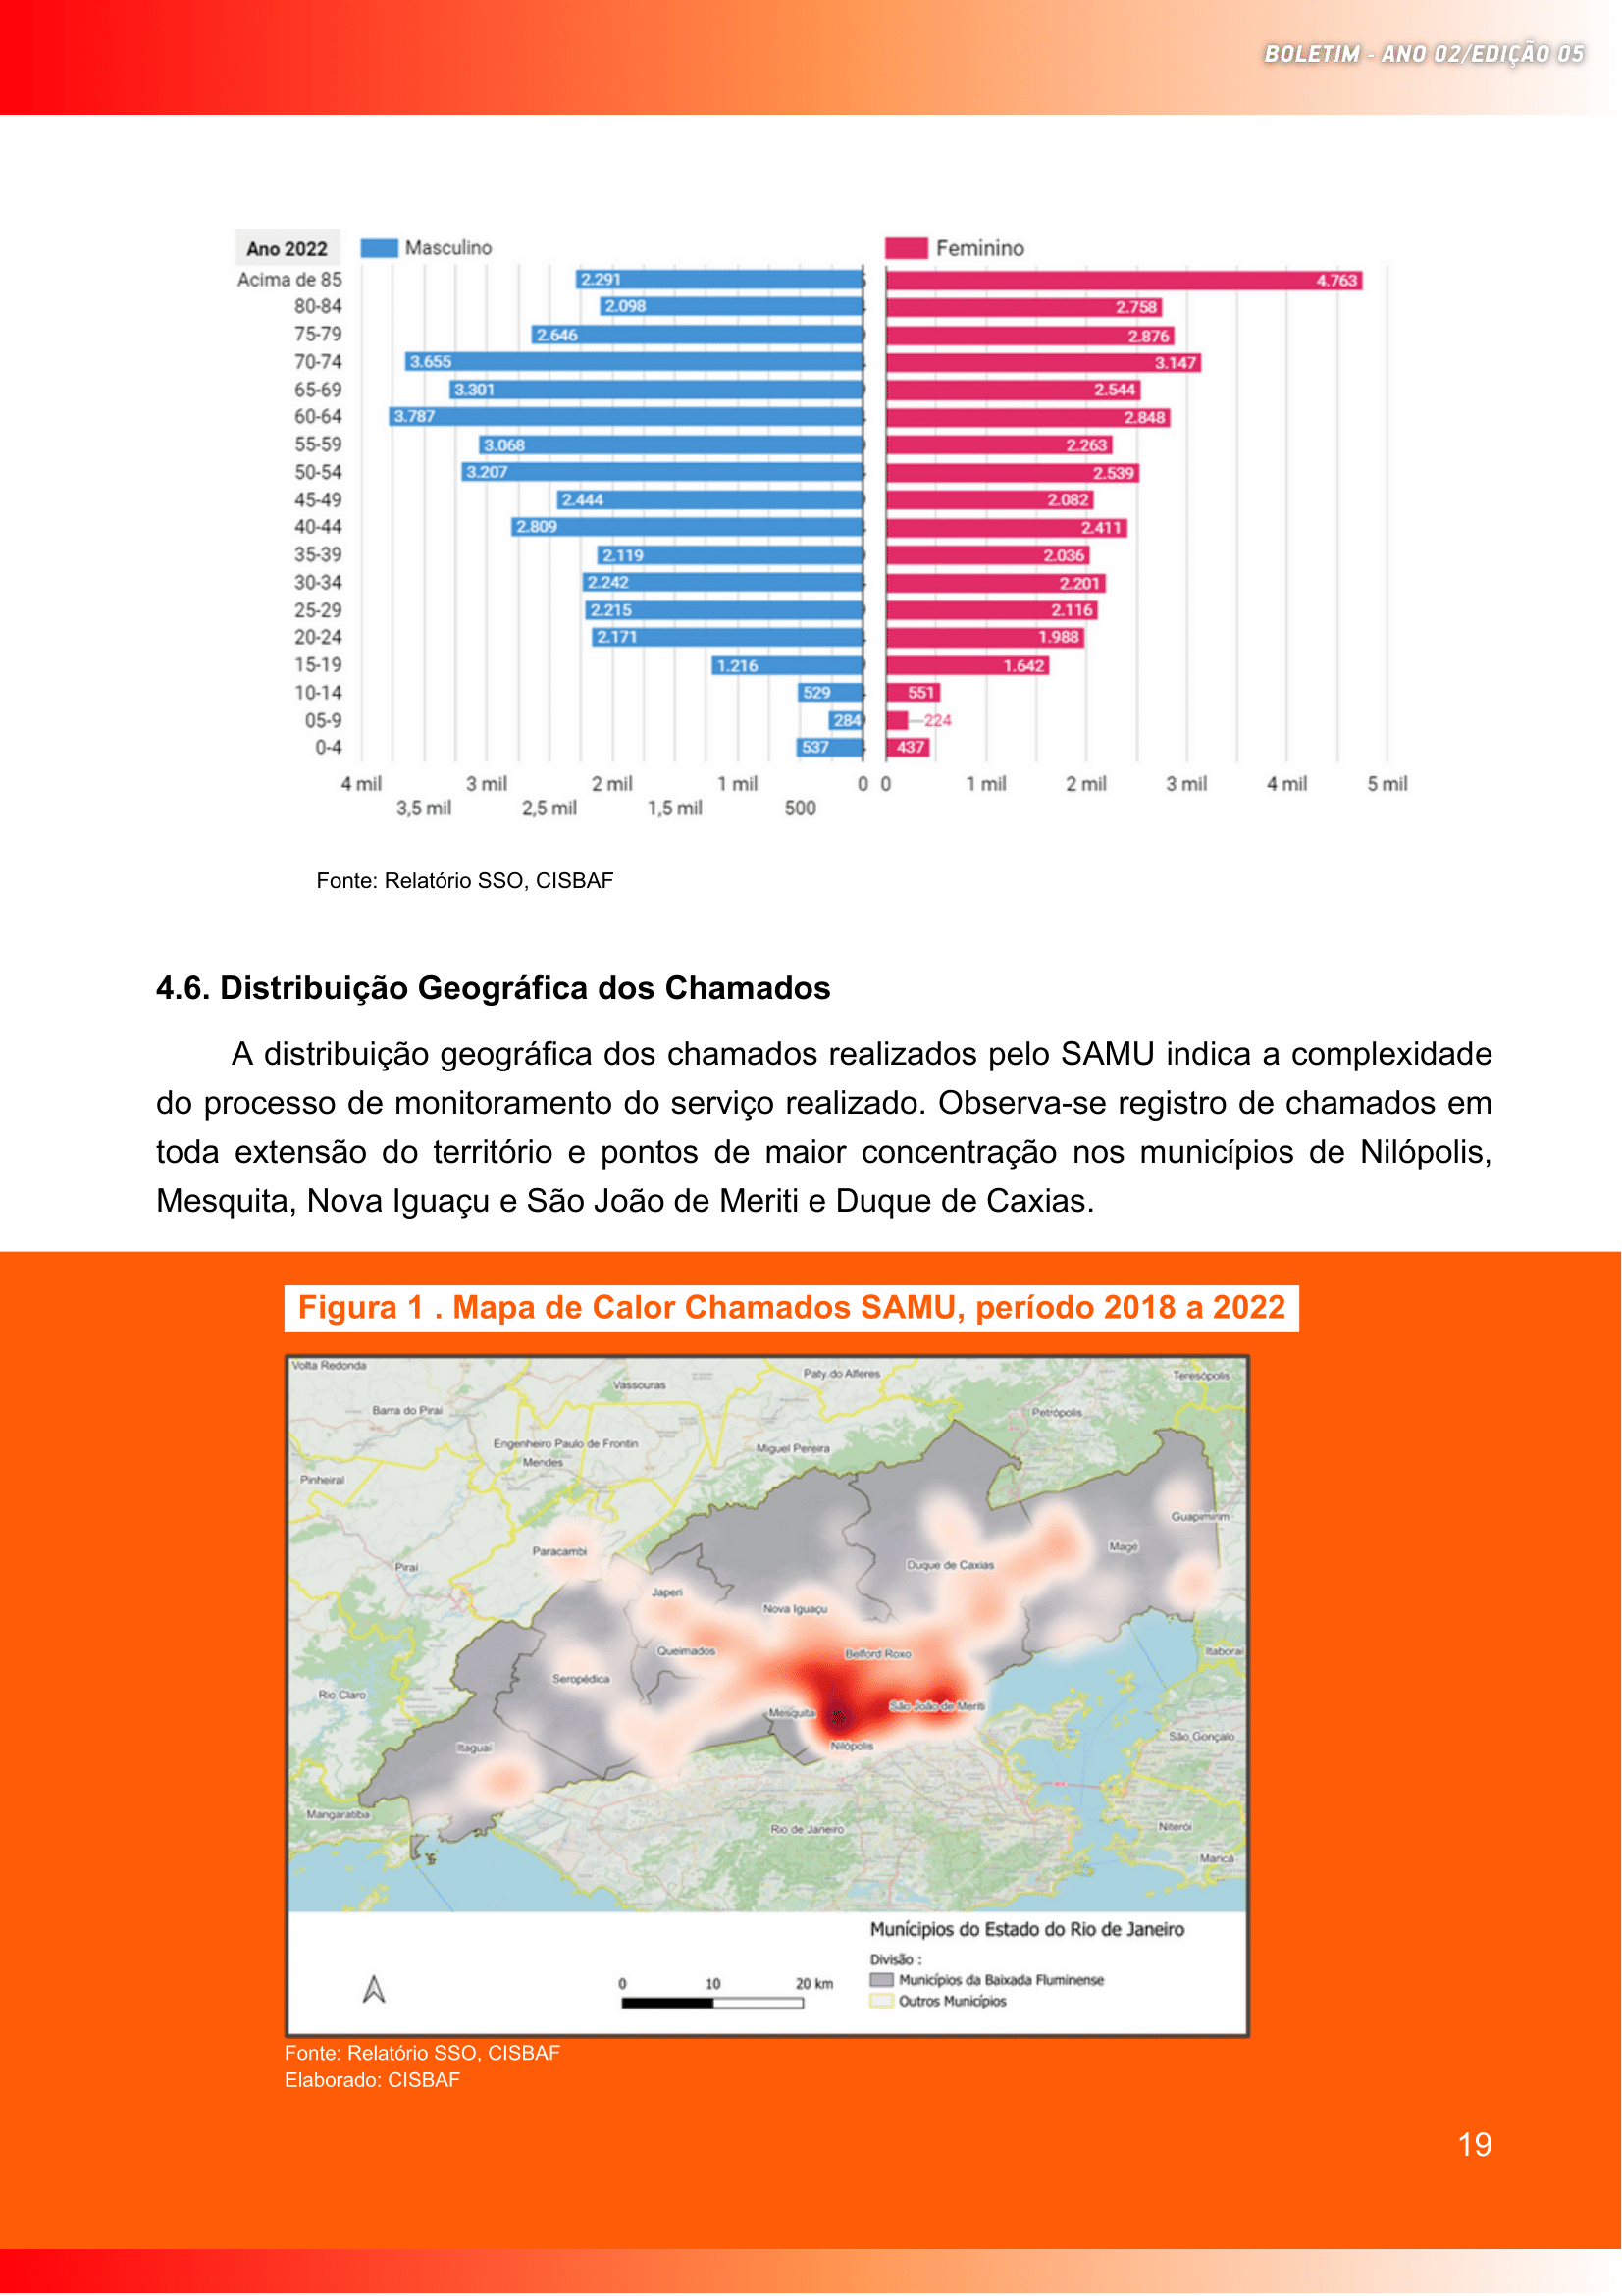 BOLETIM - ANO 02/EDIÇÃO 05
Ano 2022 Masculino Feminino
Acima de 85 2.291 4.763
80-84 2.098 2.758
75-79 2.646 2.876
70-74 3.655 3.147
65-69 3.301 2.544
60-64 3.787 2.848
55-59 3.068 2.263
50-54 3.207 2.539
45-49 2.444 2.082
40-44 2.809 2.411
35-39 2.119 2.036
30-34 2.242 2.201
25-29 2.215 2.116
20-24 2.171 1.988
15-19 1.216 1.642
10-14 529 551
05-9 284 224
0-4 537 437
4 mil 3 mil 2 mil 1 mil 0 0 1 mil 2 mil 3 mil 4 mil 5 mil
3,5 mil 2,5 mil 1,5 mil 500
Fonte: Relatório SSO, CISBAF
4.6. Distribuição Geográfica dos Chamados
A distribuição geográfica dos chamados realizados pelo SAMU indica a complexidade
do processo de monitoramento do serviço realizado. Observa-se registro de chamados em
toda extensão do território e pontos de maior concentração nos municípios de Nilópolis,
Mesquita, Nova Iguaçu e São João de Meriti e Duque de Caxias.
Figura 1 . Mapa de Calor Chamados SAMU, período 2018 a 2022
Volta Redonda
Paty do Alferes
Teresópolis
Vassouras
Barra do Piraí
Petrópolis
Engenheiro Paulo de Frontin
Miguel Pereira
Mendes
Pinheiral
Guapimirim
Magé
Paracambi
Duque de Caxias
Piraí
Japeri
Nova Iguaçu
Queimados
Belford Roxo
Itaboraí
Seropédica
Rio Claro
São João de Meriti
Mesquita
São Gonçalo
Itaguaí
Nilópolis
Mangaratiba
Rio de Janeiro
Niterói
Maricá
Munícipios do Estado do Rio de Janeiro
Divisão :
0 10 20 km
Municípios da Baixada Fluminense
Outros Municípios
Fonte: Relatório SSO, CISBAF
Elaborado: CISBAF
19